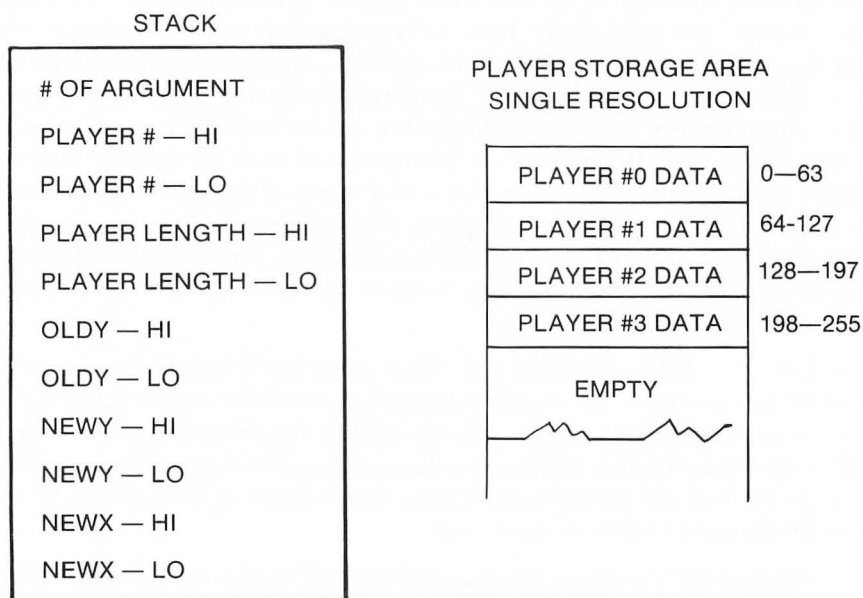 STACK
# OF ARGUMENT
PLAYER # — HI
PLAYER # — LO
PLAYER LENGTH — HI
PLAYER LENGTH — LO
OLDY — HI
OLDY — LO
NEWY — HI
NEWY — LO
NEWX — HI
NEWX — LO
PLAYER STORAGE AREA
SINGLE RESOLUTION
PLAYER #0 DATA 0—63
PLAYER #1 DATA 64-127
PLAYER #2 DATA 128—197
PLAYER #3 DATA 198—255
EMPTY